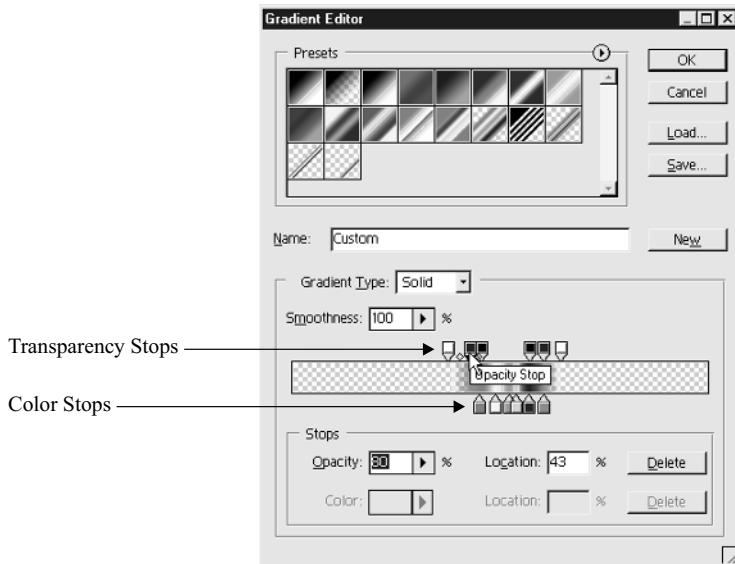 Gradient Editor
Presets
OK
Cancel
Load...
Save...
Name: Custom
New
Gradient Type: Solid
Smoothness: 100 %
Transparency Stops
Opacity Stop
Color Stops
Stops
Opacity: 80 % Location: 43 % Delete
Color: Location: % Delete